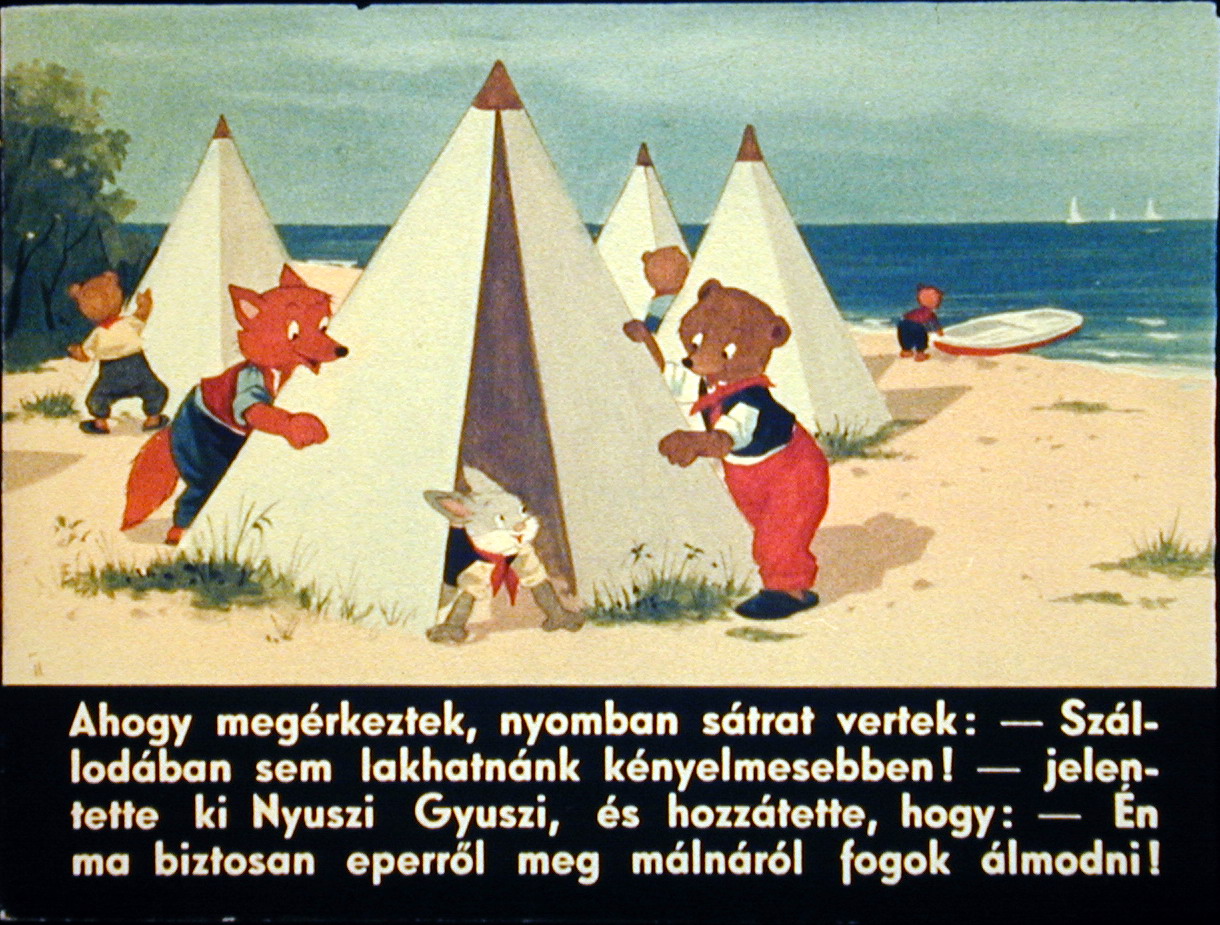 Ahogy megérkeztek, nyomban sátrat vertek: — Szál-
lodában sem lakhatnánk kényelmesebben! — jelen-
tette ki Nyuszi Gyuszi, és hozzátette, hogy: — Én
ma biztosan eperről meg málnáról fogok álmodni!